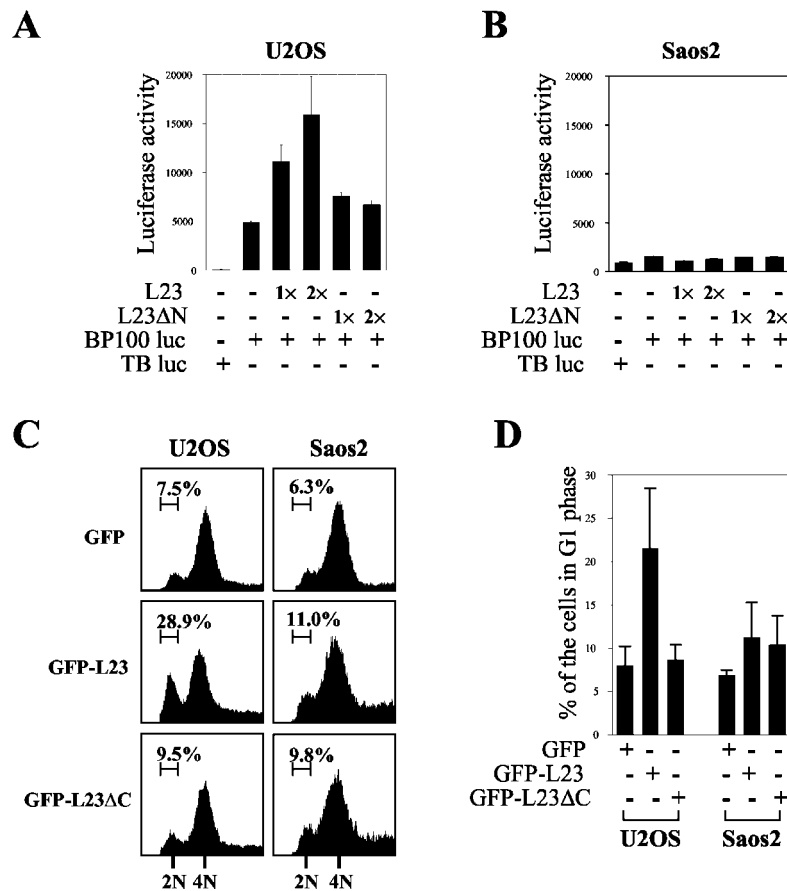 A
U2OS
Luciferase activity
20000
15000
10000
5000
0
L23 - - 1× 2× - -
L23ΔN - - - - 1× 2×
BP100 luc - + + + + +
TB luc + - - - - -
B
Saos2
Luciferase activity
20000
15000
10000
5000
0
L23 - - 1× 2× - -
L23ΔN - - - - 1× 2×
BP100 luc - + + + + +
TB luc + - - - - -
C
U2OS Saos2
GFP
7.5% 6.3%
GFP-L23
28.9% 11.0%
GFP-L23ΔC
9.5% 9.8%
2N 4N 2N 4N
D
% of the cells in G1 phase
30
25
20
15
10
5
0
GFP + - - + - -
GFP-L23 - + - - + -
GFP-L23ΔC - - + - - +
U2OS Saos2